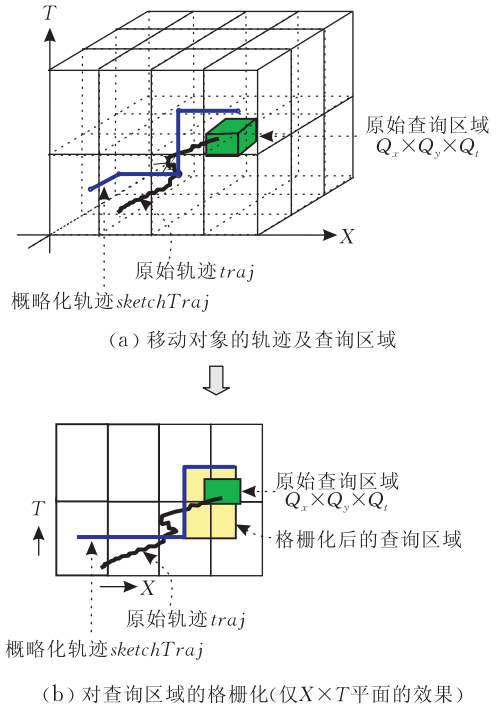 T
原始查询区域
Qx×Qy×Qt
X
原始轨迹traj
概略化轨迹sketchTraj
(a) 移动对象的轨迹及查询区域
原始查询区域
Qx×Qy×Qt
T
格栅化后的查询区域
X
原始轨迹traj
概略化轨迹sketchTraj
(b) 对查询区域的格栅化(仅X×T平面的效果)